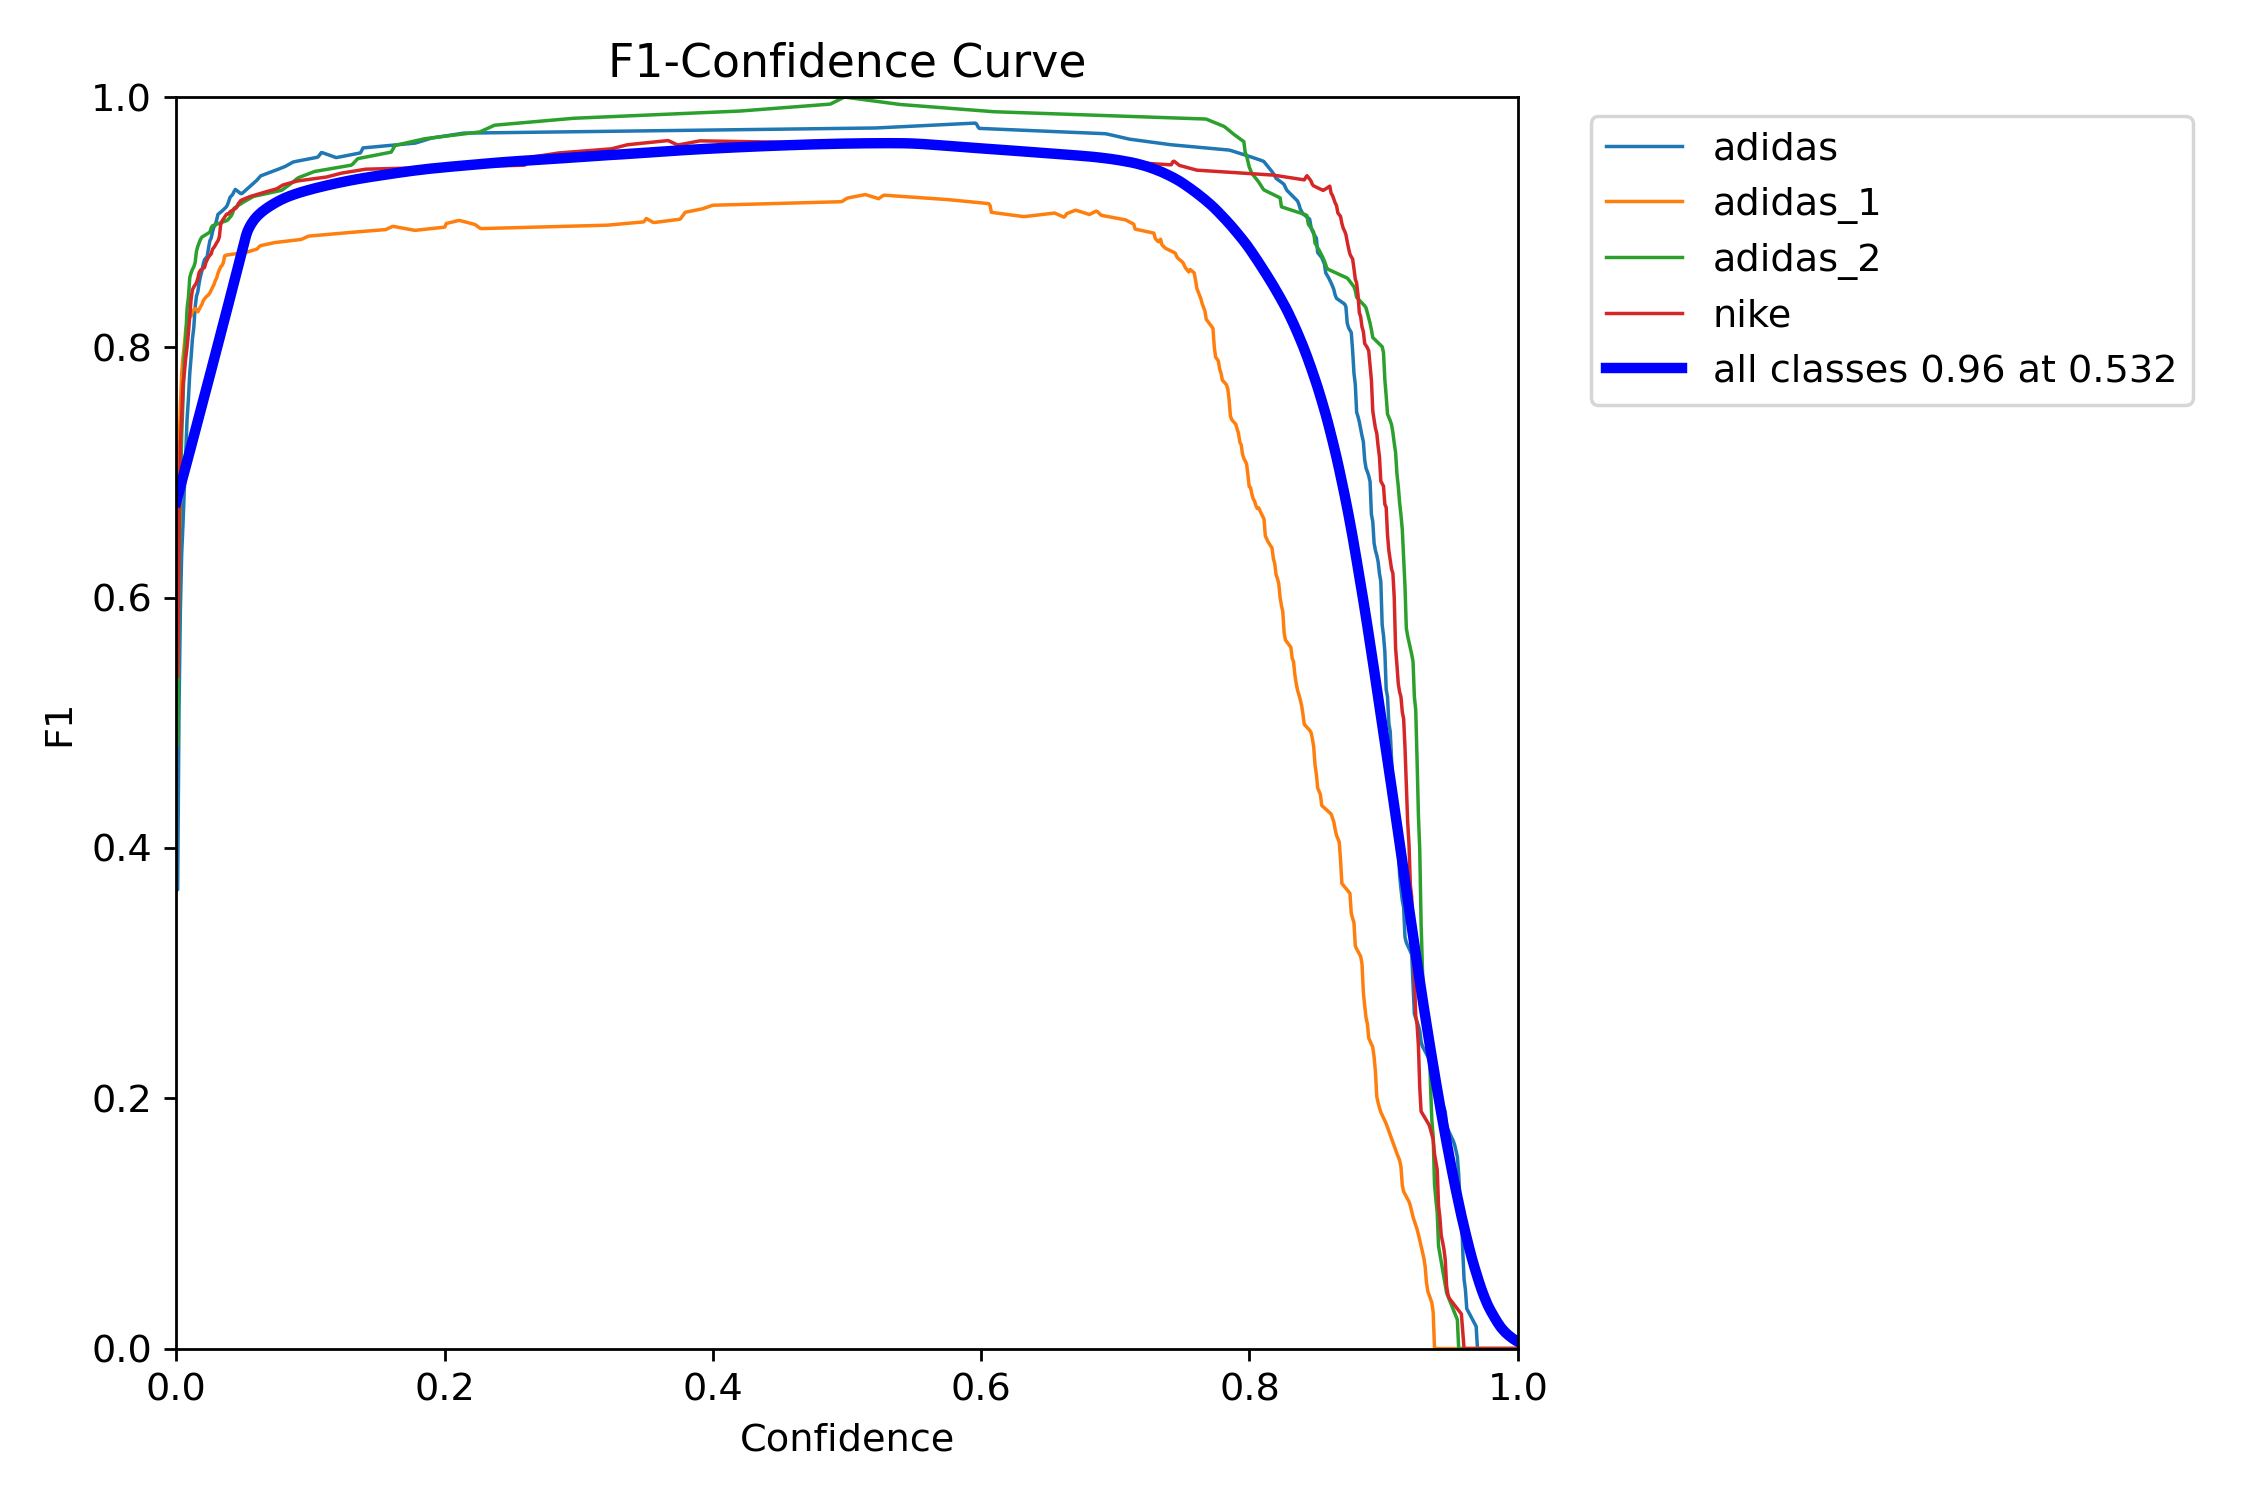 F1-Confidence Curve
1.0
0.8
0.6
0.4
0.2
0.0
F1
0.0 0.2 0.4 0.6 0.8 1.0
Confidence
adidas
adidas_1
adidas_2
nike
all classes 0.96 at 0.532